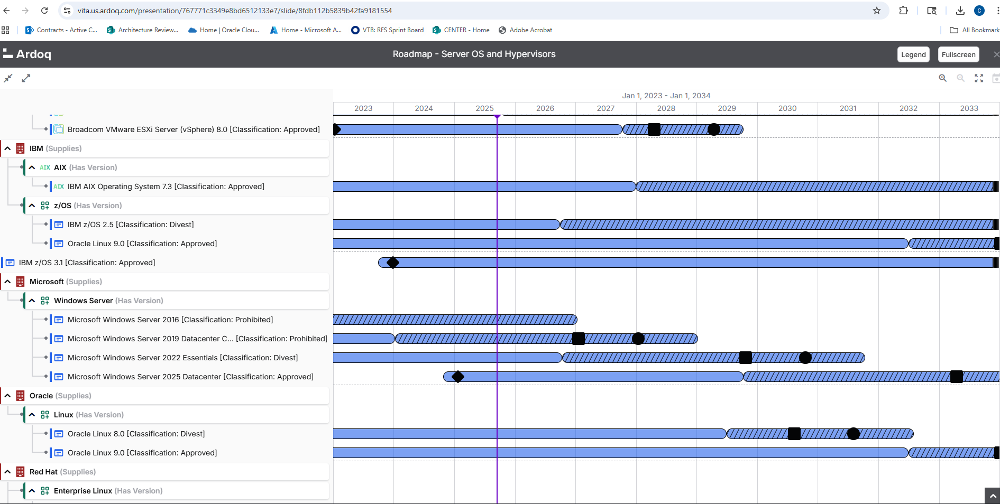 vita.us.ardoq.com/presentation/767771c3349e8bd6512133e7/slide/8fdb112b5839b42fa9181554
C
Contracts - Active C...
Architecture Review...
Home | Oracle Clou...
Home - Microsoft A...
VTB: RFS Sprint Board
CENTER - Home
Adobe Acrobat
All Bookmark
Ardoq
Roadmap - Server OS and Hypervisors
Legend
Fullscreen
Jan 1, 2023 - Jan 1, 2034
2023 2024 2025 2026 2027 2028 2029 2030 2031 2032 2033
Broadcom VMware ESXi Server (vSphere) 8.0 [Classification: Approved]
IBM (Supplies)
AIX AIX (Has Version)
AIX IBM AIX Operating System 7.3 [Classification: Approved]
z/OS (Has Version)
IBM z/OS 2.5 [Classification: Divest]
Oracle Linux 9.0 [Classification: Approved]
IBM z/OS 3.1 [Classification: Approved]
Microsoft (Supplies)
Windows Server (Has Version)
Microsoft Windows Server 2016 [Classification: Prohibited]
Microsoft Windows Server 2019 Datacenter C... [Classification: Prohibited]
Microsoft Windows Server 2022 Essentials [Classification: Divest]
Microsoft Windows Server 2025 Datacenter [Classification: Approved]
Oracle (Supplies)
Linux (Has Version)
Oracle Linux 8.0 [Classification: Divest]
Oracle Linux 9.0 [Classification: Approved]
Red Hat (Supplies)
Enterprise Linux (Has Version)